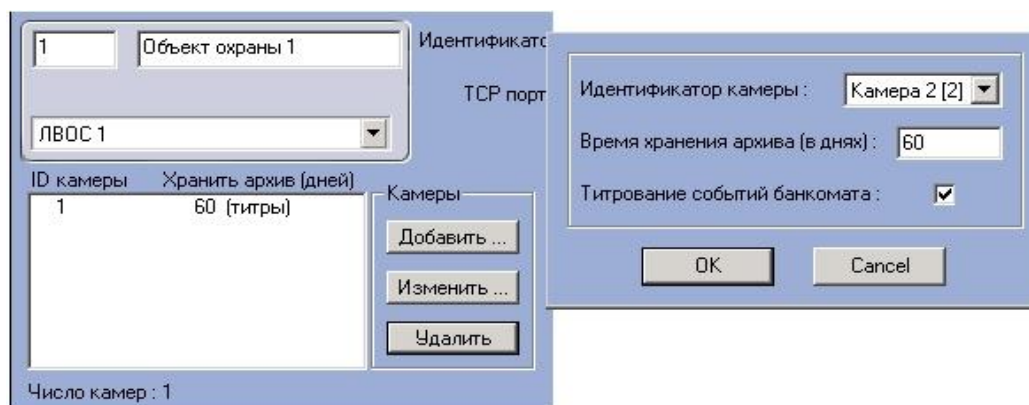 1
Объект охраны 1
ЛВОС 1
ID камеры Хранить архив (дней)
1 60 (титры)
Число камер : 1
Камеры
Добавить ...
Изменить ...
Удалить
TCP порт
Идентификатор камеры : Камера 2 [2]
Время хранения архива (в днях) : 60
Титрование событий банкомата :
OK Cancel